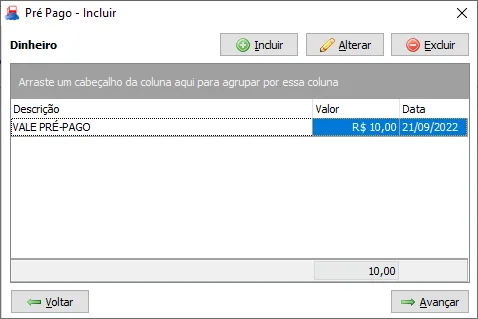 Pré Pago - Incluir
Dinheiro Incluir Alterar Excluir
Arraste um cabeçalho da coluna aqui para agrupar por essa coluna
Descrição Valor Data
VALE PRÉ-PAGO R$ 10,00 21/09/2022
10,00
Voltar Avançar